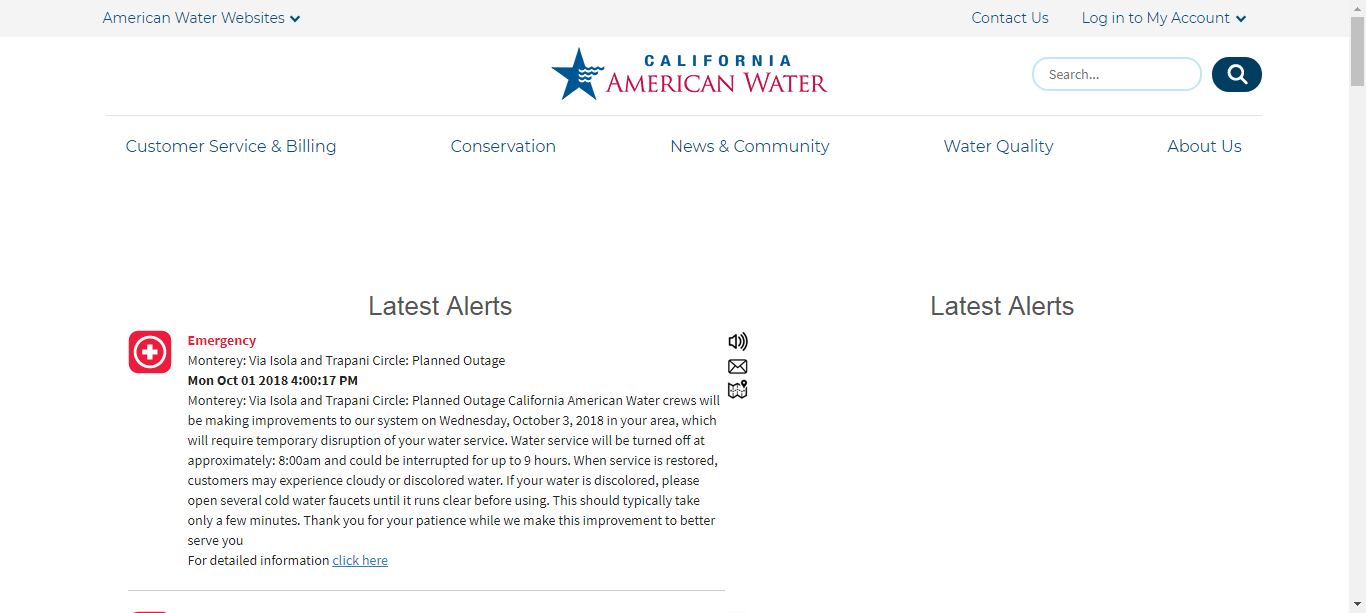 American Water Websites
Contact Us
Log in to My Account
CALIFORNIA
AMERICAN WATER
Search...
Customer Service & Billing
Conservation
News & Community
Water Quality
About Us
Latest Alerts
Latest Alerts
Emergency
Monterey: Via Isola and Trapani Circle: Planned Outage
Mon Oct 01 2018 4:00:17 PM
Monterey: Via Isola and Trapani Circle: Planned Outage California American Water crews will
be making improvements to our system on Wednesday, October 3, 2018 in your area, which
will require temporary disruption of your water service. Water service will be turned off at
approximately: 8:00am and could be interrupted for up to 9 hours. When service is restored,
customers may experience cloudy or discolored water. If your water is discolored, please
open several cold water faucets until it runs clear before using. This should typically take
only a few minutes. Thank you for your patience while we make this improvement to better
serve you
For detailed information click here